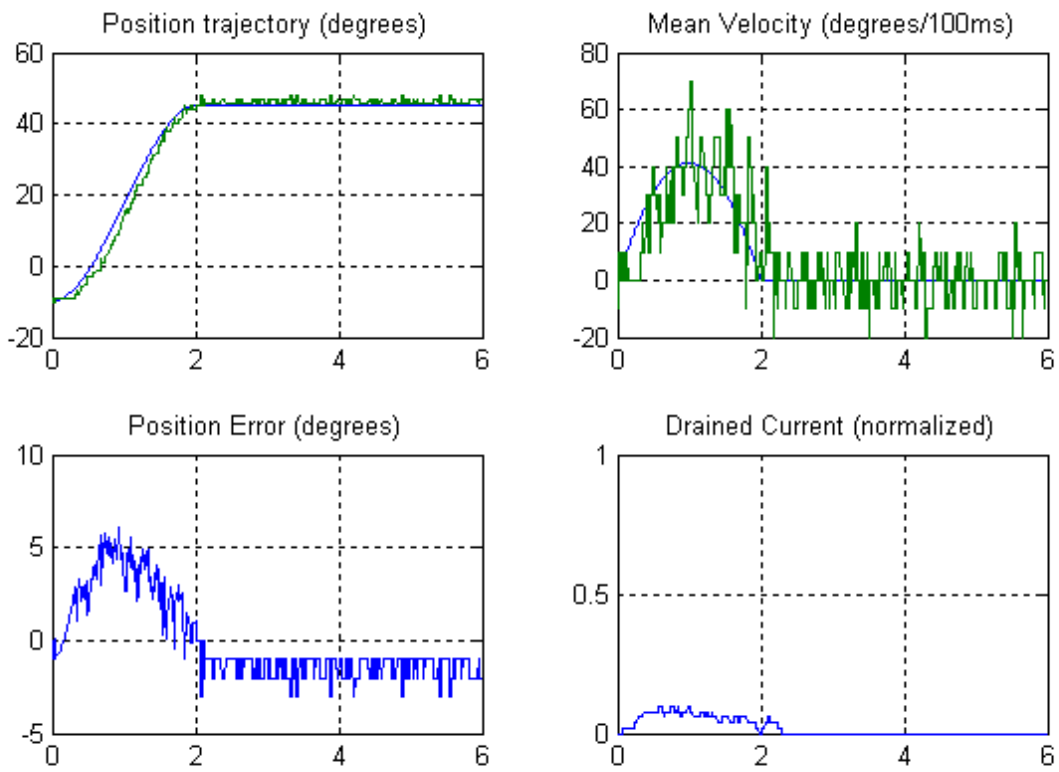 Position trajectory (degrees)
60
40
20
0
-20
0 2 4 6
Mean Velocity (degrees/100ms)
80
60
40
20
0
-20
0 2 4 6
Position Error (degrees)
10
5
0
-5
0 2 4 6
Drained Current (normalized)
1
0.5
0
0 2 4 6